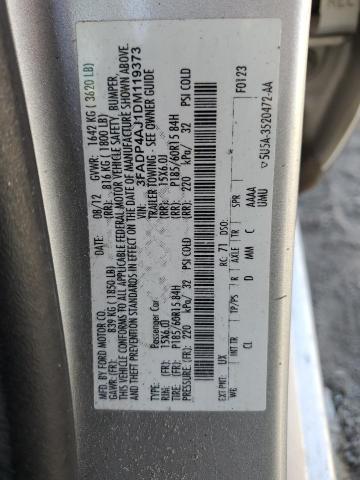 MFD. BY FORD MOTOR CO.
08/12 GVWR: 1642 KG ( 3620 LB)
GAWR: (FR): 839 KG (1850 LB) (RR): 816 KG ( 1800 LB)
THIS VEHICLE CONFORMS TO ALL APPLICABLE FEDERAL MOTOR VEHICLE SAFETY, BUMPER,
AND THEFT PREVENTION STANDARDS IN EFFECT ON THE DATE OF MANUFACTURE SHOWN ABOVE.
VIN: 3FADP4AJ1DM119373
TYPE: Passenger Car TRAILER TOWING - SEE OWNER GUIDE
RIM: (FR): 15X6.0J (RR): 15X6.0J
TIRE: (FR): P185/60R15 84H (RR): P185/60R15 84H
PRESSURE: (FR): 220 kPa/ 32 PSI COLD (RR): 220 kPa/ 32 PSI COLD
EXT PNT: UX RC: 71 DSO: F0123
WB INT TR TP/PS R AXLE TR SPR
CL D MM C AAAA
UIMU
5U5A-3520472-AA